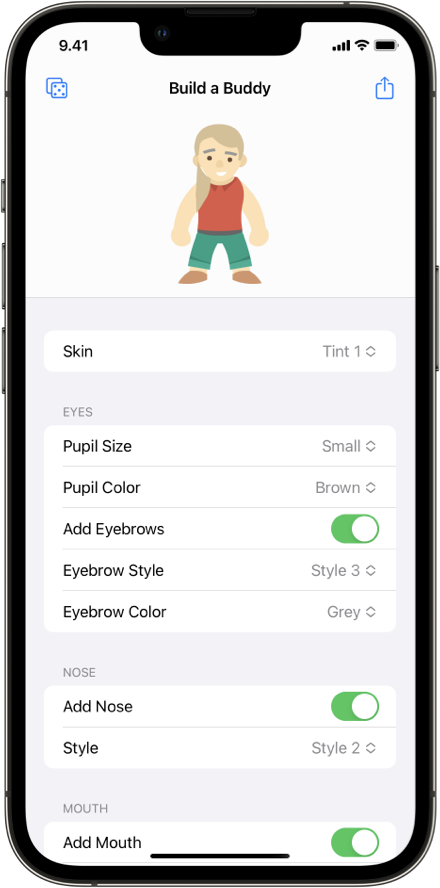 9.41
Build a Buddy
Skin Tint 1
EYES
Pupil Size Small
Pupil Color Brown
Add Eyebrows
Eyebrow Style Style 3
Eyebrow Color Grey
NOSE
Add Nose
Style Style 2
MOUTH
Add Mouth